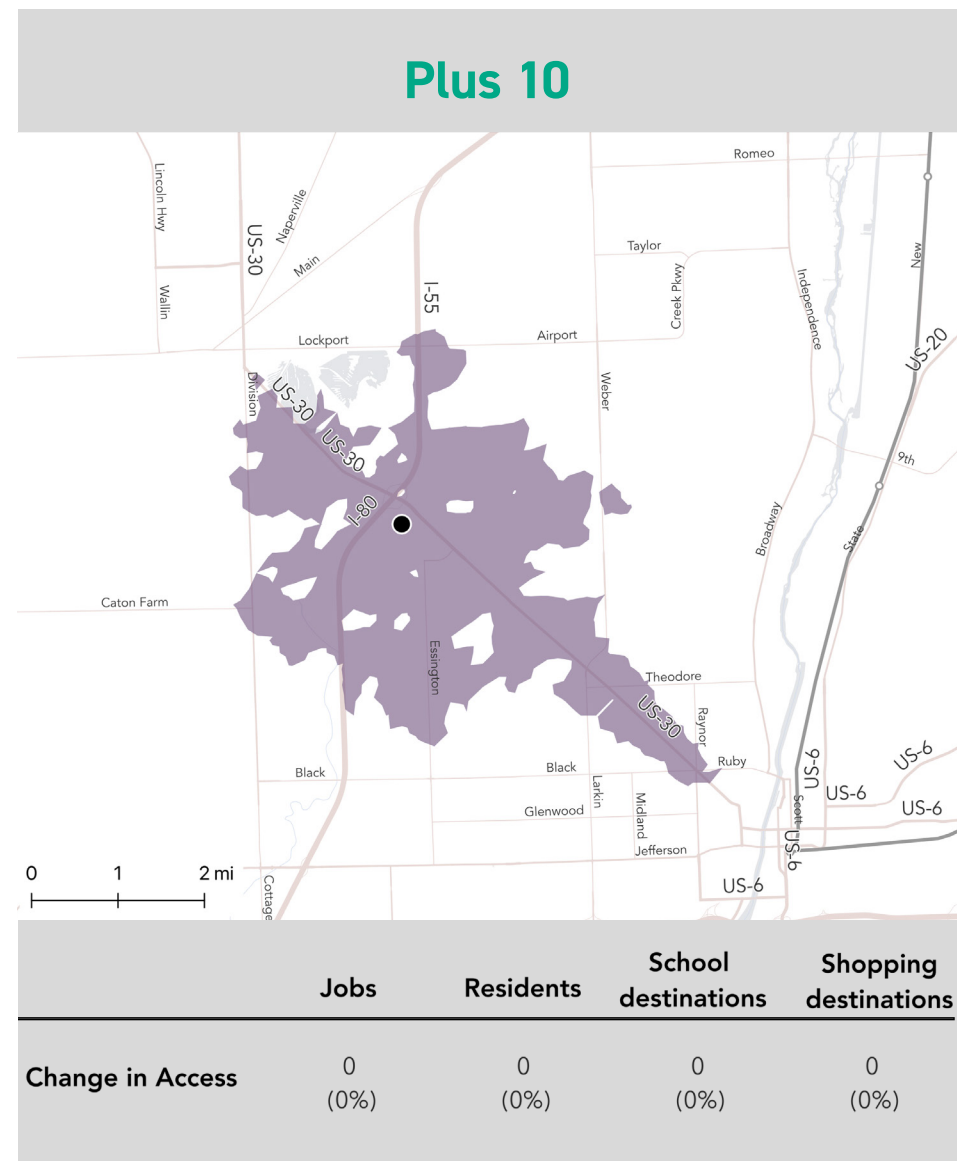 Plus 10
Romeo
Lincoln Hwy
Naperville
US-30
Main
Taylor
New
Creek Pkwy
Independence
Wallin
I-55
Lockport
Airport
US-20
Division
US-30
Weber
US-30
9th
I-80
Broadway
State
Caton Farm
Essington
Theodore
US-30
Raynor
Black
Black
Ruby
US-6
US-6
Larkin
Midland
Glenwood
Scott
US-6
US-6
Jefferson
US-6
US-6
0 1 2 mi
Cottage
Jobs Residents School destinations Shopping destinations
Change in Access 0 0 0 0
(0%) (0%) (0%) (0%)